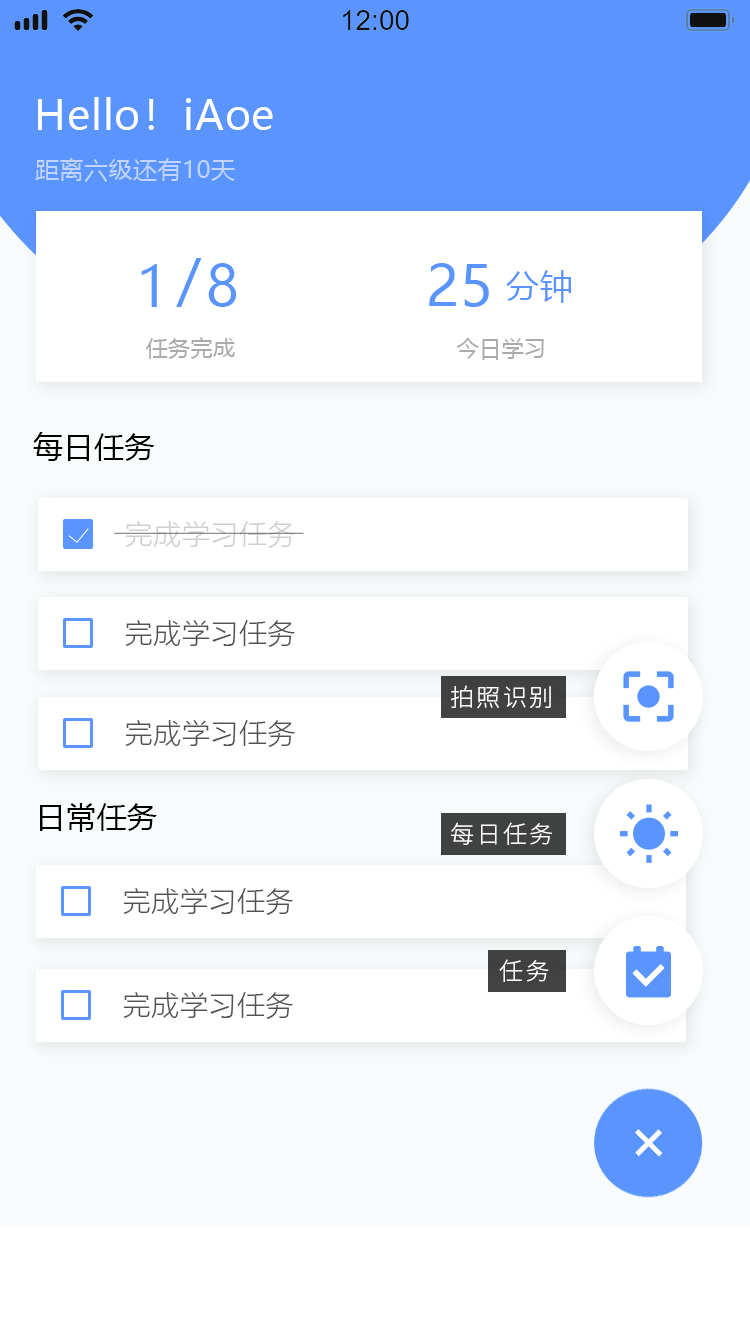 12:00
Hello! iAoe
距离六级还有10天
1/8 25 分钟
任务完成 今日学习
每日任务
完成学习任务
完成学习任务
拍照识别
完成学习任务
日常任务
每日任务
完成学习任务
任务
完成学习任务